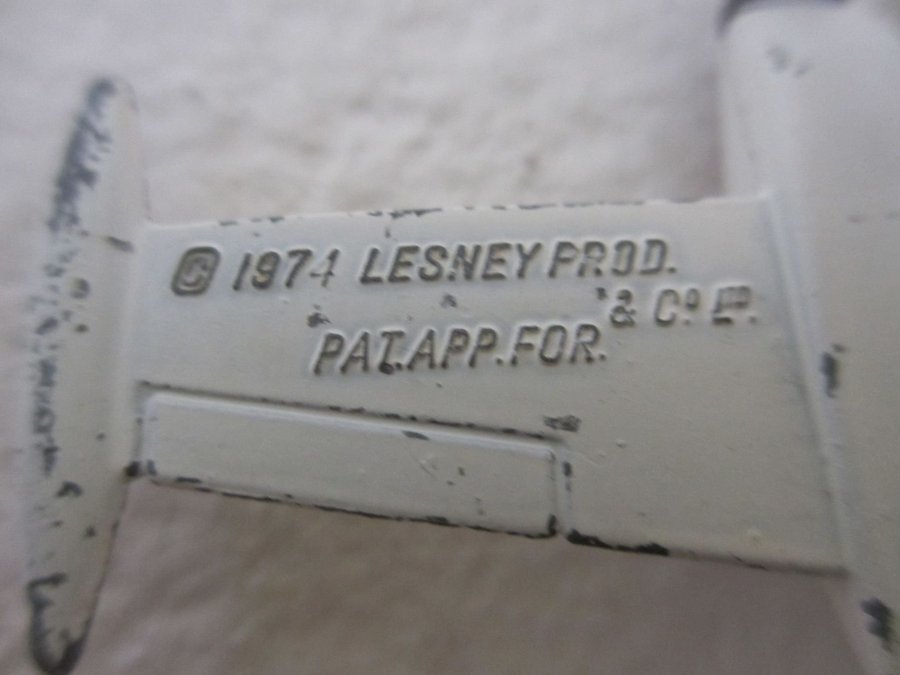 © 1974 LESNEY PROD.
& Cº. LTD.
PAT.APP.FOR.